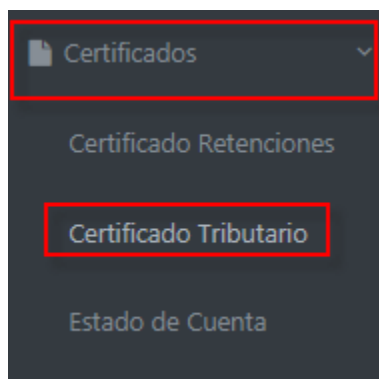 Certificados
Certificado Retenciones
Certificado Tributario
Estado de Cuenta